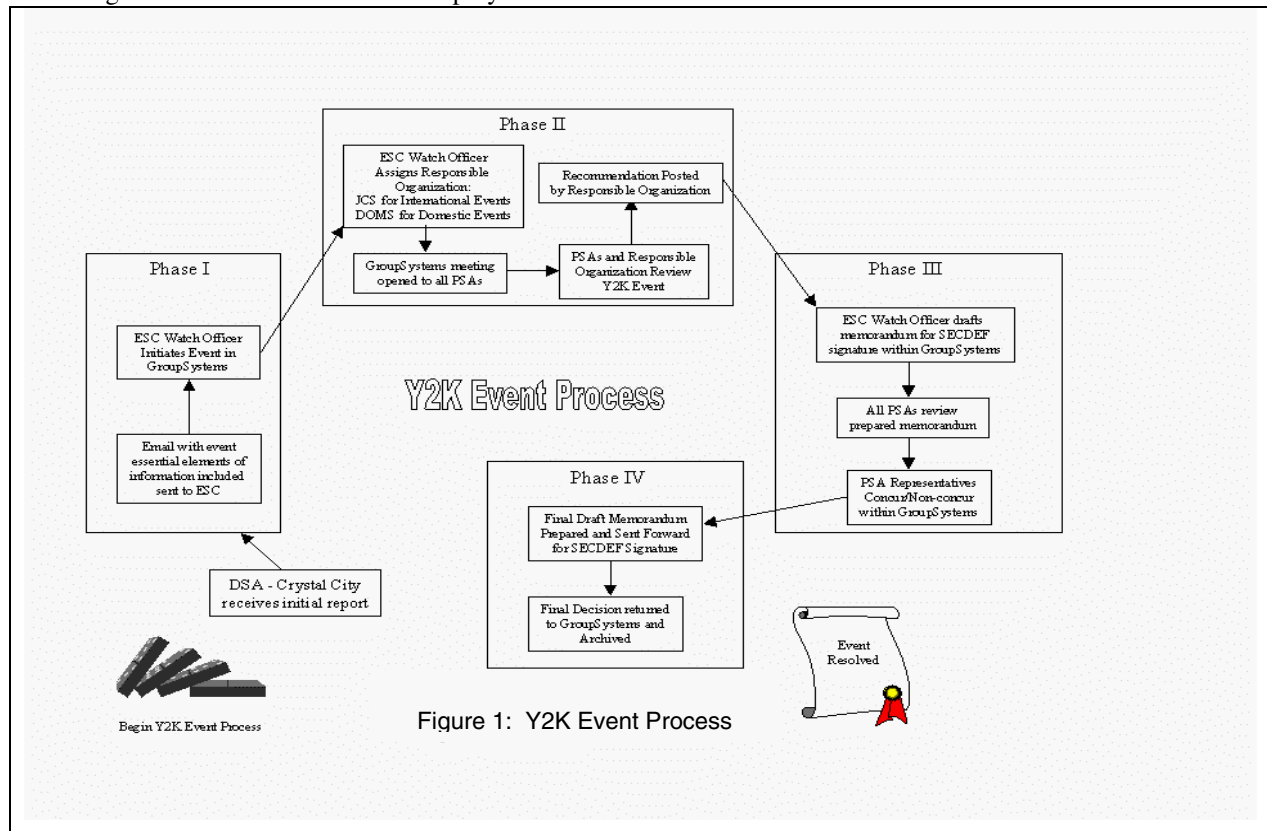 Phase II
ESC Watch Officer
Assigns Responsible
Organization:
JCS for International Events
DOMS for Domestic Events
Recommendation Posted
by Responsible Organization
GroupSystems meeting
opened to all PSAs
PSAs and Responsible
Organization Review
Y2K Event
Phase I
ESC Watch Officer
Initiates Event in
GroupSystems
Email with event
essential elements of
information included
sent to ESC
DSA - Crystal City
receives initial report
Phase III
ESC Watch Officer drafts
memorandum for SECDEF
signature within GroupSystems
All PSAs review
prepared memorandum
PSA Representatives
Concur/Non-concur
within GroupSystems
Y2K Event Process
Phase IV
Final Draft Memorandum
Prepared and Sent Forward
for SECDEF Signature
Final Decision returned
to GroupSystems and
Archived
Event
Resolved
Begin Y2K Event Process
Figure 1: Y2K Event Process